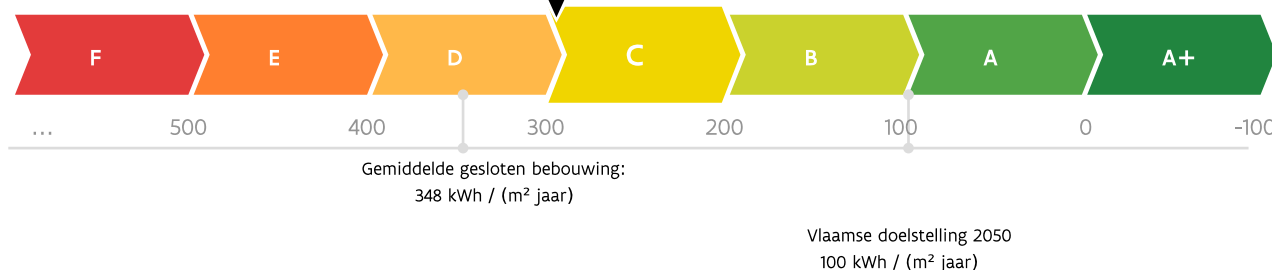 F E D C B A A+
... 500 400 300 200 100 0 -100
Gemiddelde gesloten bebouwing:
348 kWh / (m² jaar)
Vlaamse doelstelling 2050
100 kWh / (m² jaar)